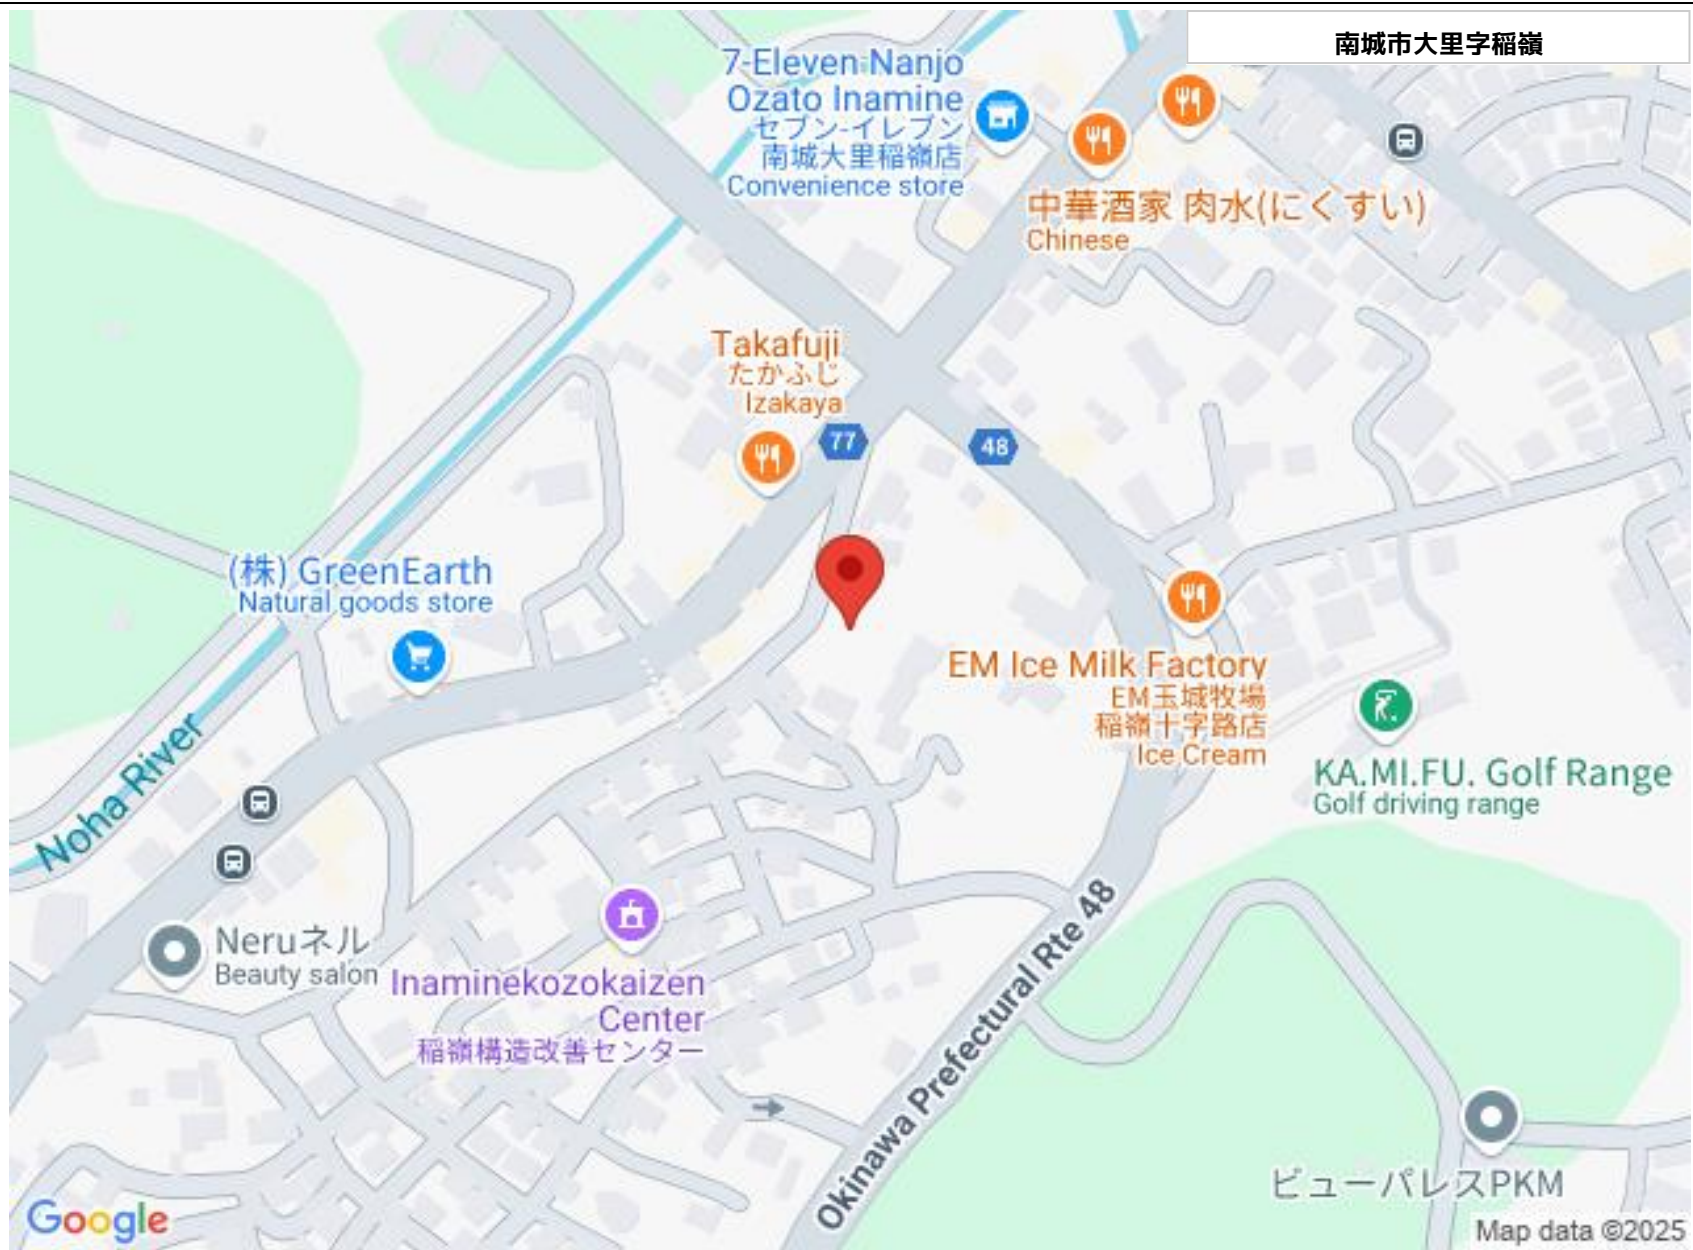 南城市大里字稲嶺
7-Eleven Nanjo
Ozato Inamine
セブン-イレブン
南城大里稲嶺店
Convenience store
中華酒家 肉水(にくすい)
Chinese
Takafuji
たかふじ
Izakaya
77
48
(株) GreenEarth
Natural goods store
EM Ice Milk Factory
EM玉城牧場
稲嶺十字路店
Ice Cream
KA.MI.FU. Golf Range
Golf driving range
Noha River
Neruネル
Beauty salon
Inaminekozokaizen
Center
稲嶺構造改善センター
Okinawa Prefectural Rte 48
ビューパレスPKM
Google
Map data ©2025